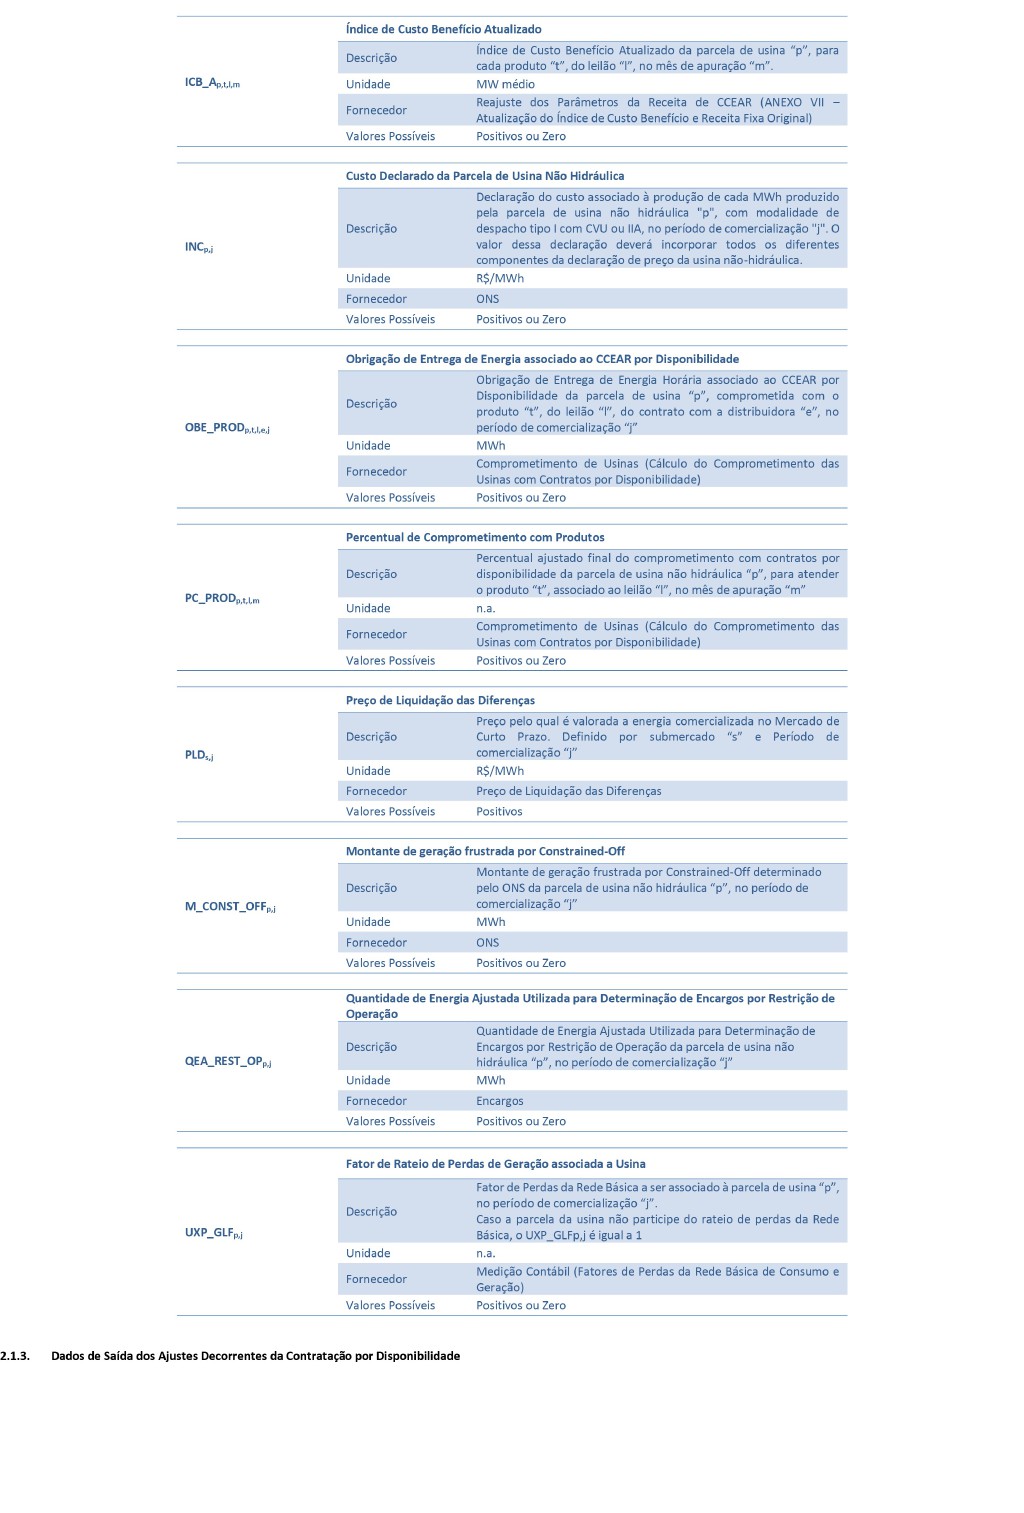 Índice de Custo Benefício Atualizado
ICB_Ap,t,l,m
Descrição
Índice de Custo Benefício Atualizado da parcela de usina “p”, para
cada produto “t”, do leilão “l”, no mês de apuração “m”.
Unidade
MW médio
Fornecedor
Reajuste dos Parâmetros da Receita de CCEAR (ANEXO VII –
Atualização do Índice de Custo Benefício e Receita Fixa Original)
Valores Possíveis
Positivos ou Zero
Custo Declarado da Parcela de Usina Não Hidráulica
INCp,j
Descrição
Declaração do custo associado à produção de cada MWh produzido
pela parcela de usina não hidráulica "p", com modalidade de
despacho tipo I com CVU ou IIA, no período de comercialização "j". O
valor dessa declaração deverá incorporar todos os diferentes
componentes da declaração de preço da usina não-hidráulica.
Unidade
R$/MWh
Fornecedor
ONS
Valores Possíveis
Positivos ou Zero
Obrigação de Entrega de Energia associado ao CCEAR por Disponibilidade
OBE_PRODp,t,l,e,j
Descrição
Obrigação de Entrega de Energia Horária associado ao CCEAR por
Disponibilidade da parcela de usina “p”, comprometida com o
produto “t”, do leilão “l”, do contrato com a distribuidora “e”, no
período de comercialização “j”
Unidade
MWh
Fornecedor
Comprometimento de Usinas (Cálculo do Comprometimento das
Usinas com Contratos por Disponibilidade)
Valores Possíveis
Positivos ou Zero
Percentual de Comprometimento com Produtos
PC_PRODp,t,l,m
Descrição
Percentual ajustado final do comprometimento com contratos por
disponibilidade da parcela de usina não hidráulica “p”, para atender
o produto “t”, associado ao leilão “l”, no mês de apuração “m”
Unidade
n.a.
Fornecedor
Comprometimento de Usinas (Cálculo do Comprometimento das
Usinas com Contratos por Disponibilidade)
Valores Possíveis
Positivos ou Zero
Preço de Liquidação das Diferenças
PLDs,j
Descrição
Preço pelo qual é valorada a energia comercializada no Mercado de
Curto Prazo. Definido por submercado “s” e Período de
comercialização “j”
Unidade
R$/MWh
Fornecedor
Preço de Liquidação das Diferenças
Valores Possíveis
Positivos
Montante de geração frustrada por Constrained-Off
M_CONST_OFFp,j
Descrição
Montante de geração frustrada por Constrained-Off determinado
pelo ONS da parcela de usina não hidráulica “p”, no período de
comercialização “j”
Unidade
MWh
Fornecedor
ONS
Valores Possíveis
Positivos ou Zero
Quantidade de Energia Ajustada Utilizada para Determinação de Encargos por Restrição de
Operação
QEA_REST_OPp,j
Descrição
Quantidade de Energia Ajustada Utilizada para Determinação de
Encargos por Restrição de Operação da parcela de usina não
hidráulica “p”, no período de comercialização “j”
Unidade
MWh
Fornecedor
Encargos
Valores Possíveis
Positivos ou Zero
Fator de Rateio de Perdas de Geração associada a Usina
UXP_GLFp,j
Descrição
Fator de Perdas da Rede Básica a ser associado à parcela de usina “p”,
no período de comercialização “j”.
Caso a parcela da usina não participe do rateio de perdas da Rede
Básica, o UXP_GLFp,j é igual a 1
Unidade
n.a.
Fornecedor
Medição Contábil (Fatores de Perdas da Rede Básica de Consumo e
Geração)
Valores Possíveis
Positivos ou Zero
2.1.3. Dados de Saída dos Ajustes Decorrentes da Contratação por Disponibilidade